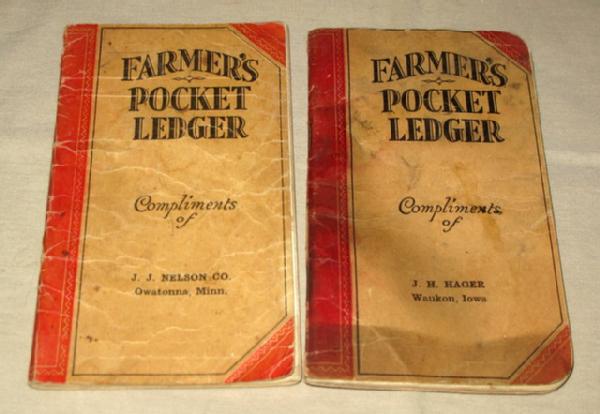 FARMER'S
POCKET
LEDGER
Compliments
of
J. J. NELSON CO.
Owatonna, Minn.
FARMER'S
POCKET
LEDGER
Compliments
of
J. H. HAGER
Waukon, Iowa